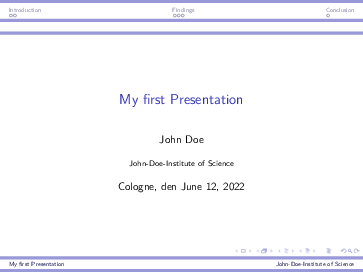 Introduction Findings Conclusion
My first Presentation
John Doe
John-Doe-Institute of Science
Cologne, den June 12, 2022
My first Presentation John-Doe-Institute of Science